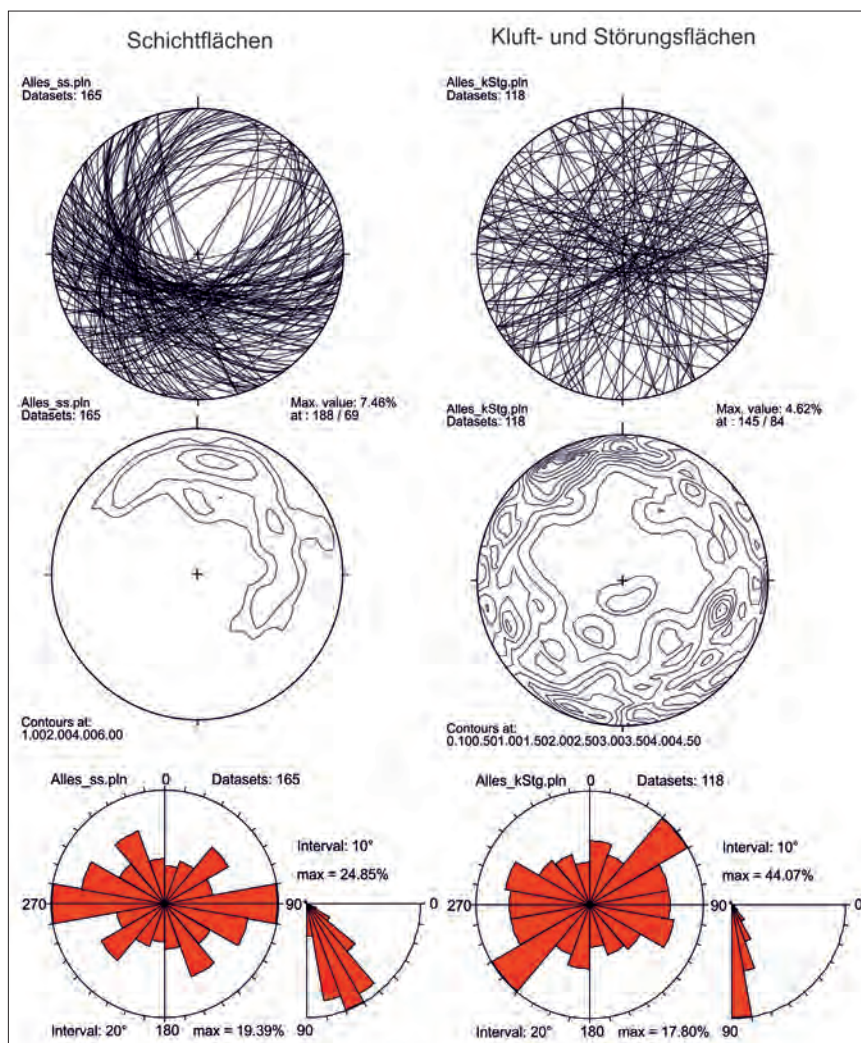 Schichtflächen
Kluft- und Störungsflächen
Alles_ss.pln
Datasets: 165
Alles_kStg.pln
Datasets: 118
Alles_ss.pln
Datasets: 165
Max. value: 7.46%
at : 188 / 69
Alles_kStg.pln
Datasets: 118
Max. value: 4.62%
at : 145 / 84
Contours at:
1.002.004.006.00
Contours at:
0.100.501.001.502.002.503.003.504.004.50
Alles_ss.pln
0
Datasets: 165
Interval: 10°
max = 24.85%
270
90
0
Interval: 20°
180
max = 19.39%
90
Alles_kStg.pln
0
Datasets: 118
Interval: 10°
max = 44.07%
270
90
0
Interval: 20°
180
max = 17.80%
90